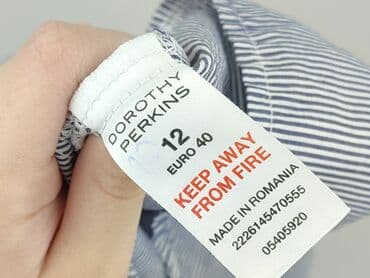 DOROTHY
PERKINS
12
EURO 40
KEEP AWAY
FROM FIRE
MADE IN ROMANIA
2226145470555
05405920